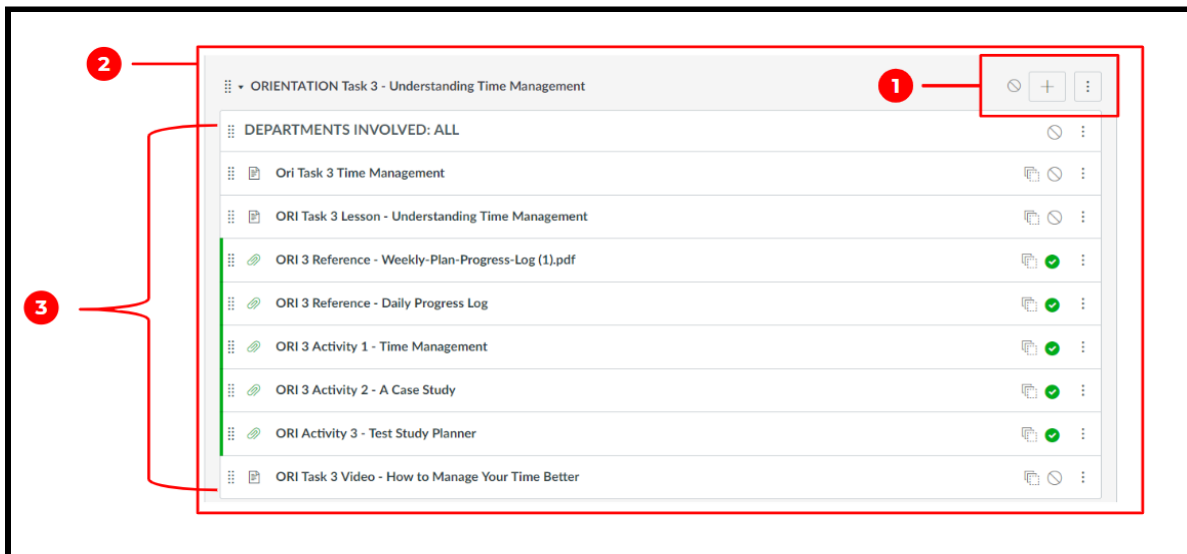 2
ORIENTATION Task 3 - Understanding Time Management
1
DEPARTMENTS INVOLVED: ALL
Ori Task 3 Time Management
ORI Task 3 Lesson - Understanding Time Management
ORI 3 Reference - Weekly-Plan-Progress-Log (1).pdf
3
ORI 3 Reference - Daily Progress Log
ORI 3 Activity 1 - Time Management
ORI 3 Activity 2 - A Case Study
ORI Activity 3 - Test Study Planner
ORI Task 3 Video - How to Manage Your Time Better